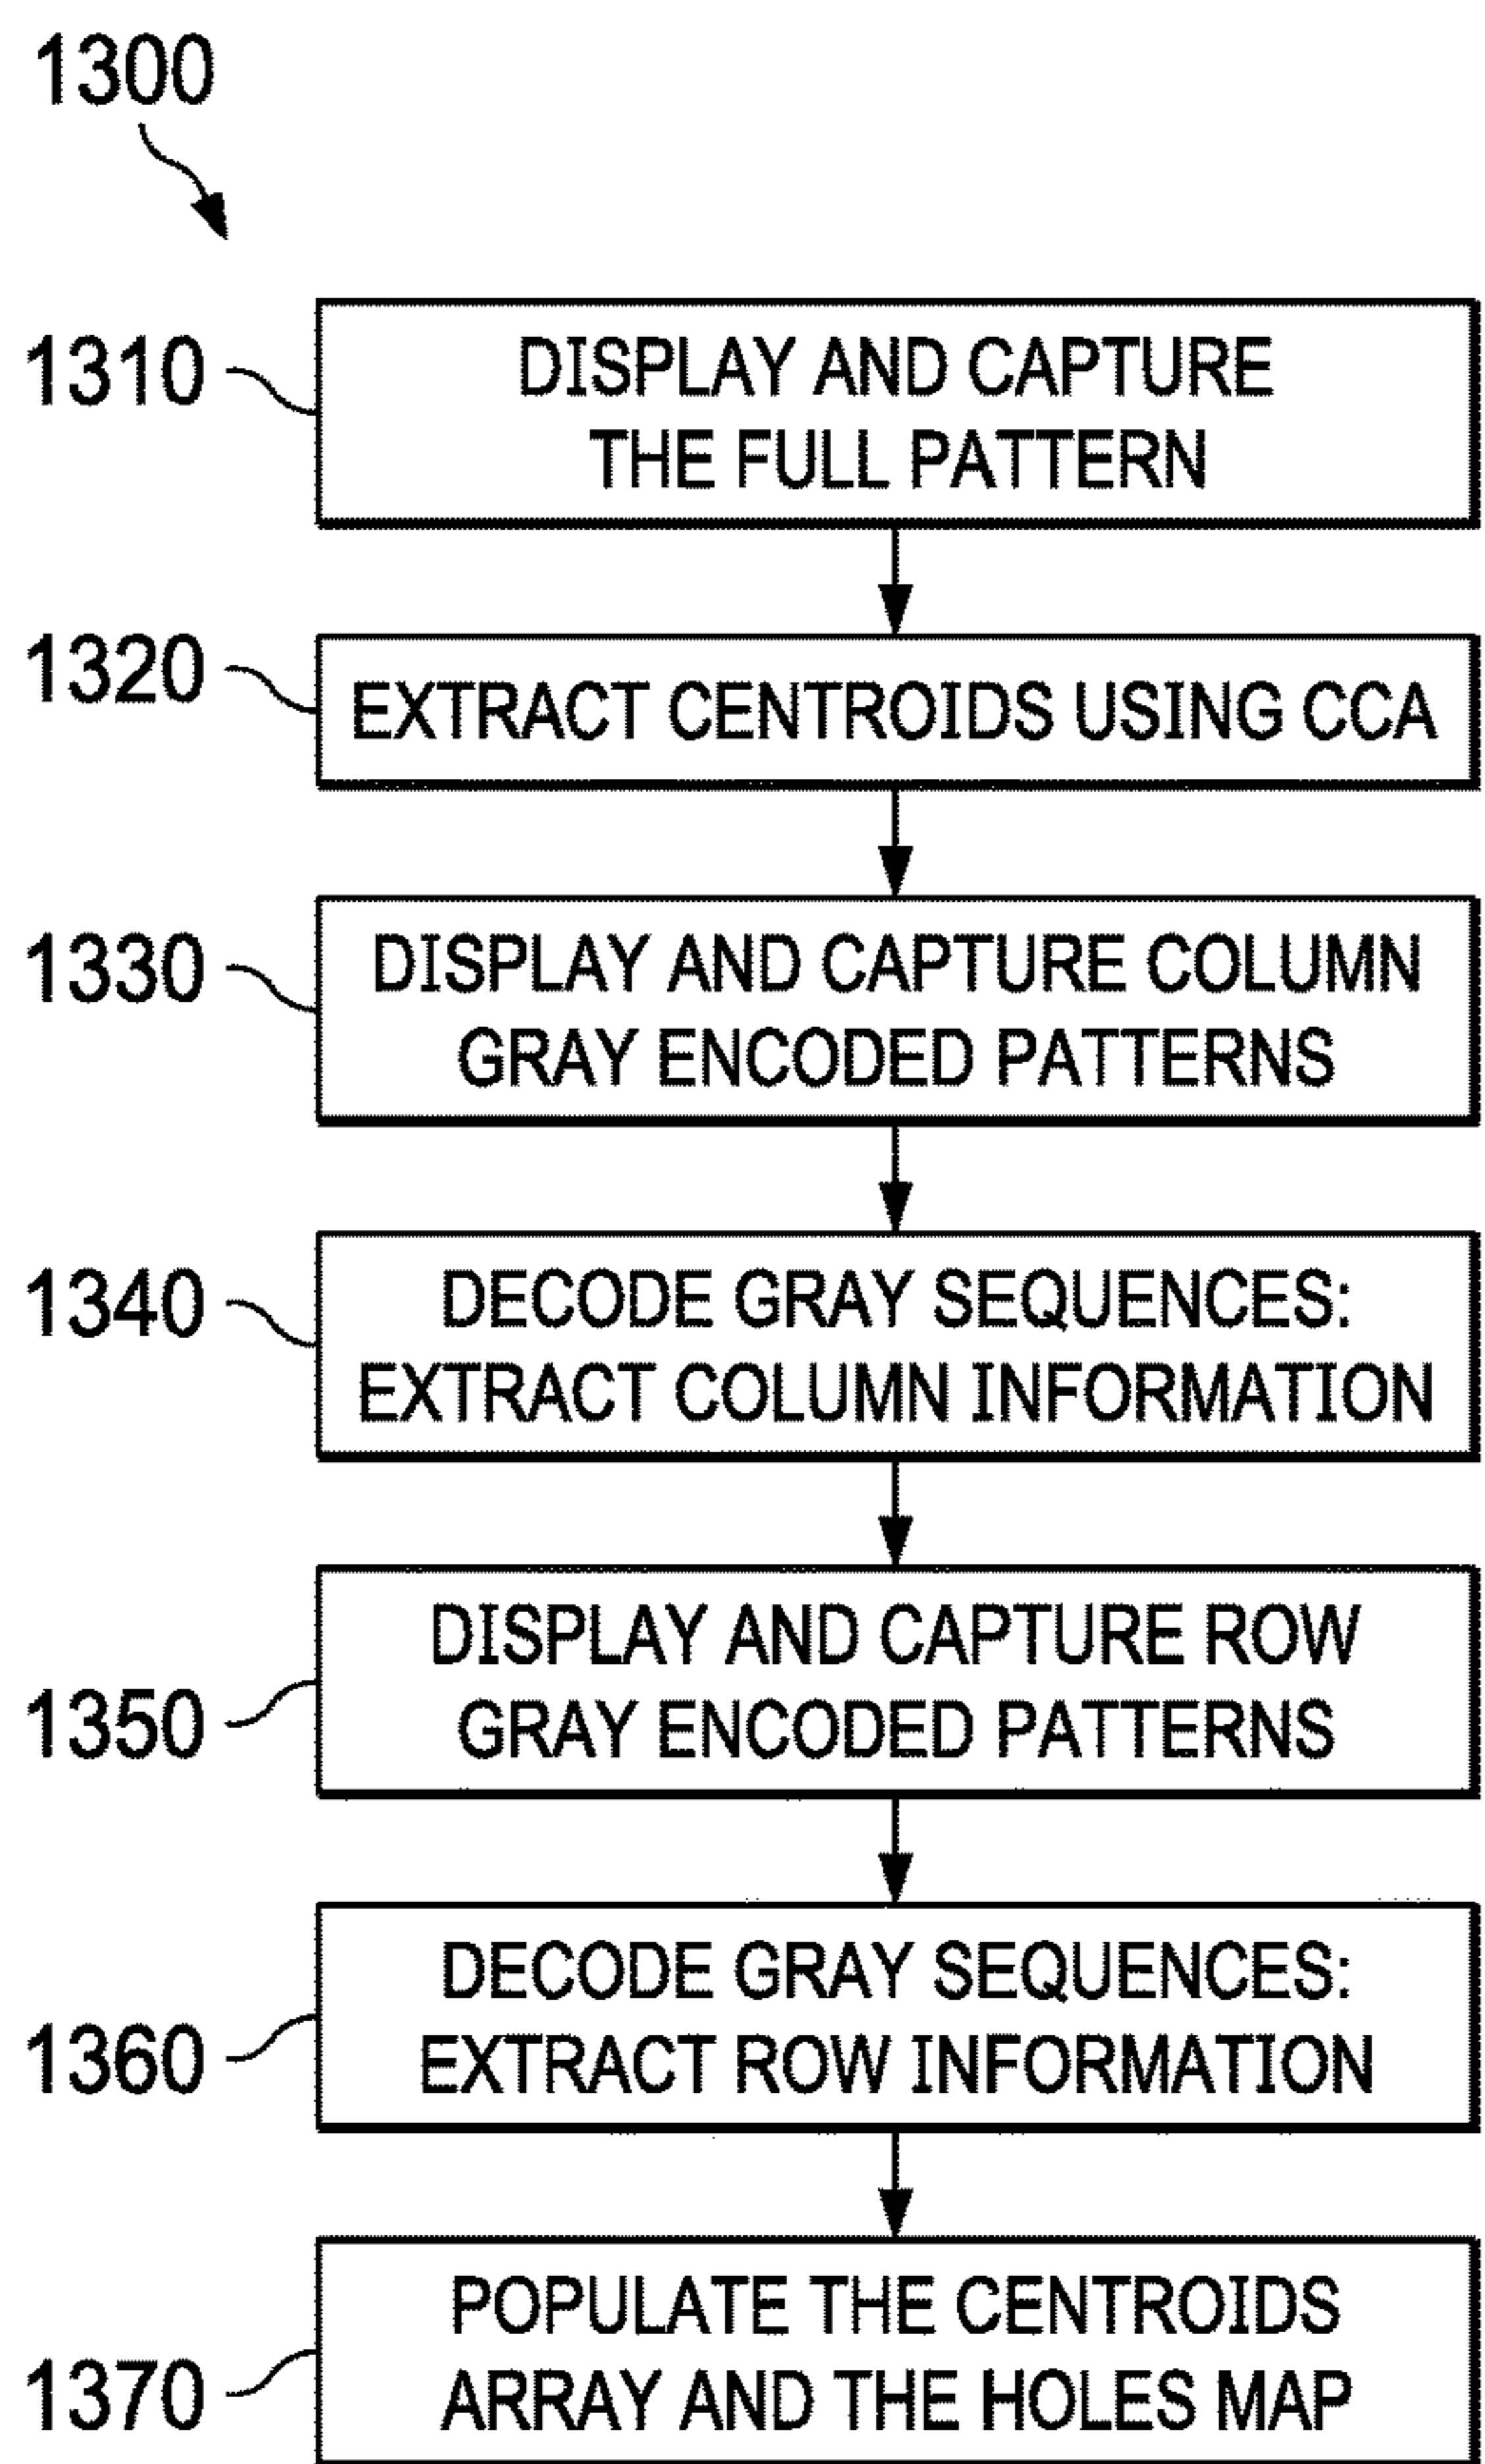 1300
1310
DISPLAY AND CAPTURE
THE FULL PATTERN
1320
EXTRACT CENTROIDS USING CCA
1330
DISPLAY AND CAPTURE COLUMN
GRAY ENCODED PATTERNS
1340
DECODE GRAY SEQUENCES:
EXTRACT COLUMN INFORMATION
1350
DISPLAY AND CAPTURE ROW
GRAY ENCODED PATTERNS
1360
DECODE GRAY SEQUENCES:
EXTRACT ROW INFORMATION
1370
POPULATE THE CENTROIDS
ARRAY AND THE HOLES MAP